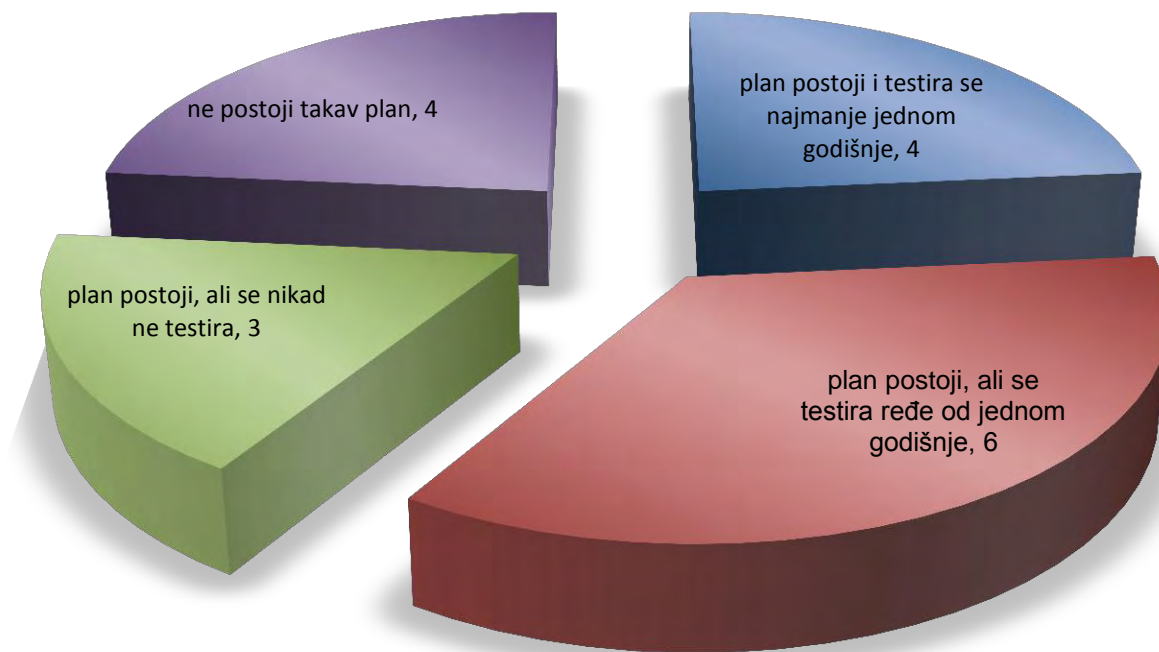 ne postoji takav plan, 4
plan postoji i testira se
najmanje jednom
godišnje, 4
plan postoji, ali se nikad
ne testira, 3
plan postoji, ali se
testira ređe od jednom
godišnje, 6